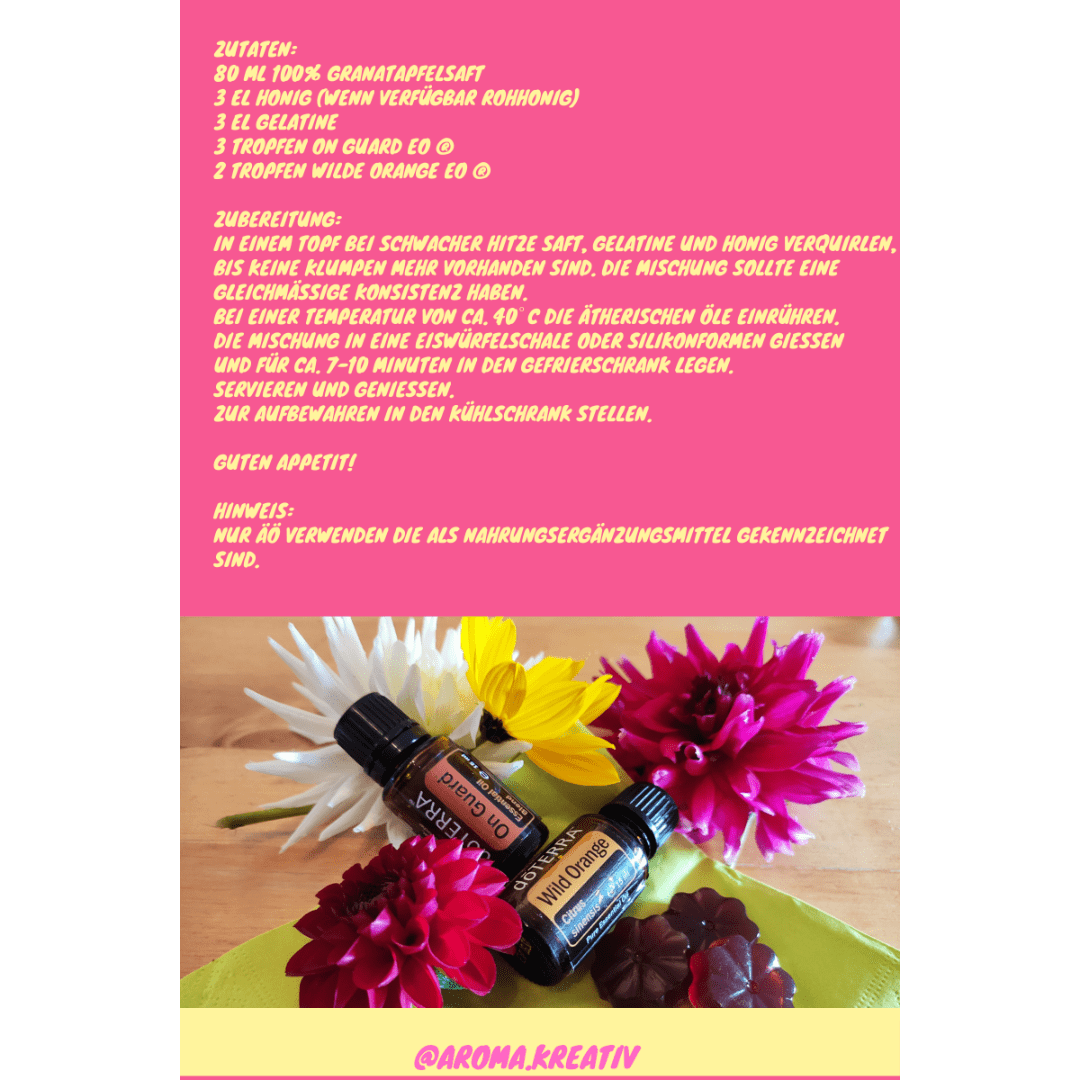 ZUTATEN:
80 ML 100% GRANATAPFELSAFT
3 EL HONIG (WENN VERFÜGBAR ROHHONIG)
3 EL GELATINE
3 TROPFEN ON GUARD EO ®
2 TROPFEN WILDE ORANGE EO ®
ZUBEREITUNG:
IN EINEM TOPF BEI SCHWACHER HITZE SAFT, GELATINE UND HONIG VERQUIRLEN,
BIS KEINE KLUMPEN MEHR VORHANDEN SIND. DIE MISCHUNG SOLLTE EINE
GLEICHMÄSSIGE KONSISTENZ HABEN.
BEI EINER TEMPERATUR VON CA. 40° C DIE ÄTHERISCHEN ÖLE EINRÜHREN.
DIE MISCHUNG IN EINE EISWÜRFELSCHALE ODER SILIKONFORMEN GIESSEN
UND FÜR CA. 7-10 MINUTEN IN DEN GEFRIERSCHRANK LEGEN.
SERVIEREN UND GENIESSEN.
ZUR AUFBEWAHREN IN DEN KÜHLSCHRANK STELLEN.
GUTEN APPETIT!
HINWEIS:
NUR ÄÖ VERWENDEN DIE ALS NAHRUNGSERGÄNZUNGSMITTEL GEKENNZEICHNET
SIND.
dōTERRA
On Guard
Essential Oil
Blend
dōTERRA
Wild Orange
Citrus
sinensis
Pure Essential Oil
@AROMA.KREATIV